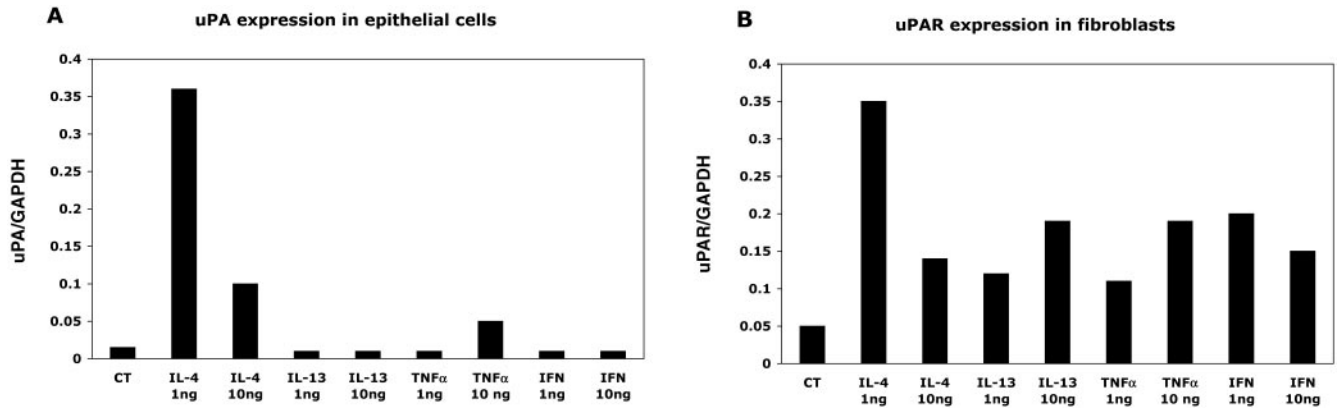 A
uPA expression in epithelial cells
uPA/GAPDH
0.4
0.35
0.3
0.25
0.2
0.15
0.1
0.05
0
CT IL-4 IL-4 IL-13 IL-13 TNFα TNFα IFN IFN
1ng 10ng 1ng 10ng 1ng 10 ng 1ng 10ng
B
uPAR expression in fibroblasts
uPAR/GAPDH
0.4
0.35
0.3
0.25
0.2
0.15
0.1
0.05
0
CT IL-4 IL-4 IL-13 IL-13 TNFα TNFα IFN IFN
1ng 10ng 1ng 10ng 1ng 10ng 1ng 10ng